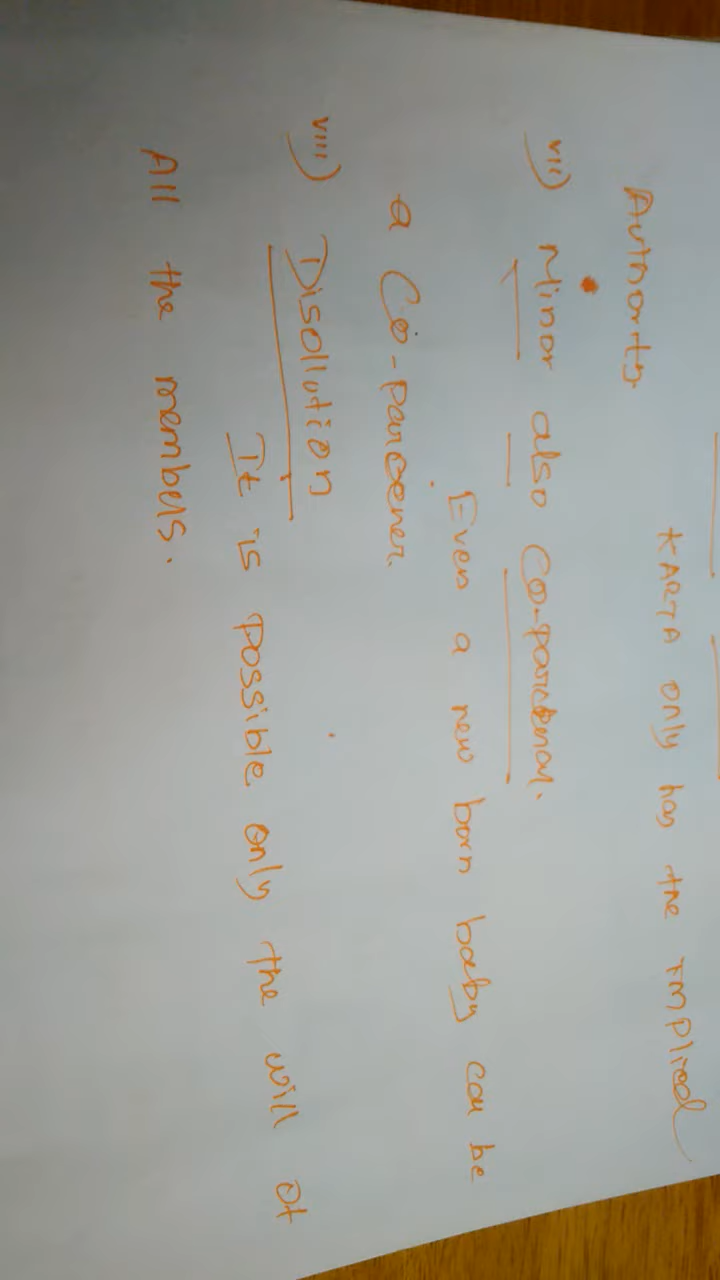 KARTA only has the Implied
Authority.
vii) Minor also Co-parcenar.
Even a new born baby can be
a Co-parcener.
viii) Disollution
It is possible only the will of
All the members.